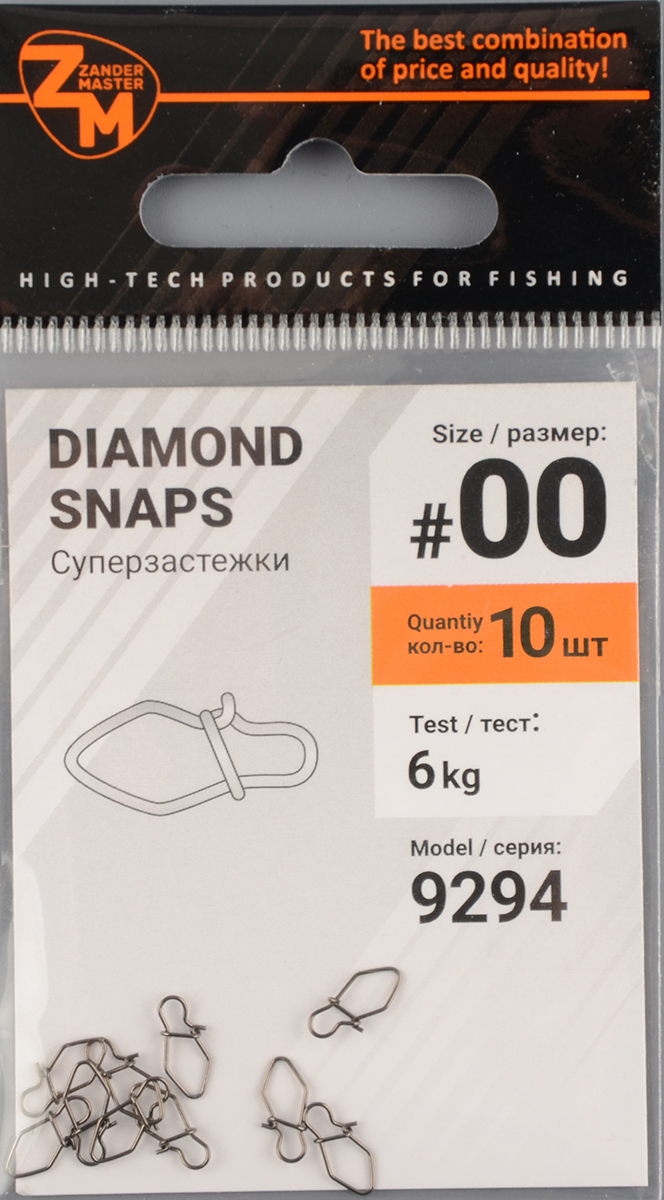 ZM
ZANDER
MASTER
The best combination
of price and quality!
HIGH-TECH PRODUCTS FOR FISHING
DIAMOND
SNAPS
Суперзастежки
Size / размер:
#00
Quantiy
кол-во: 10 шт
Test / тест:
6 kg
Model / серия:
9294